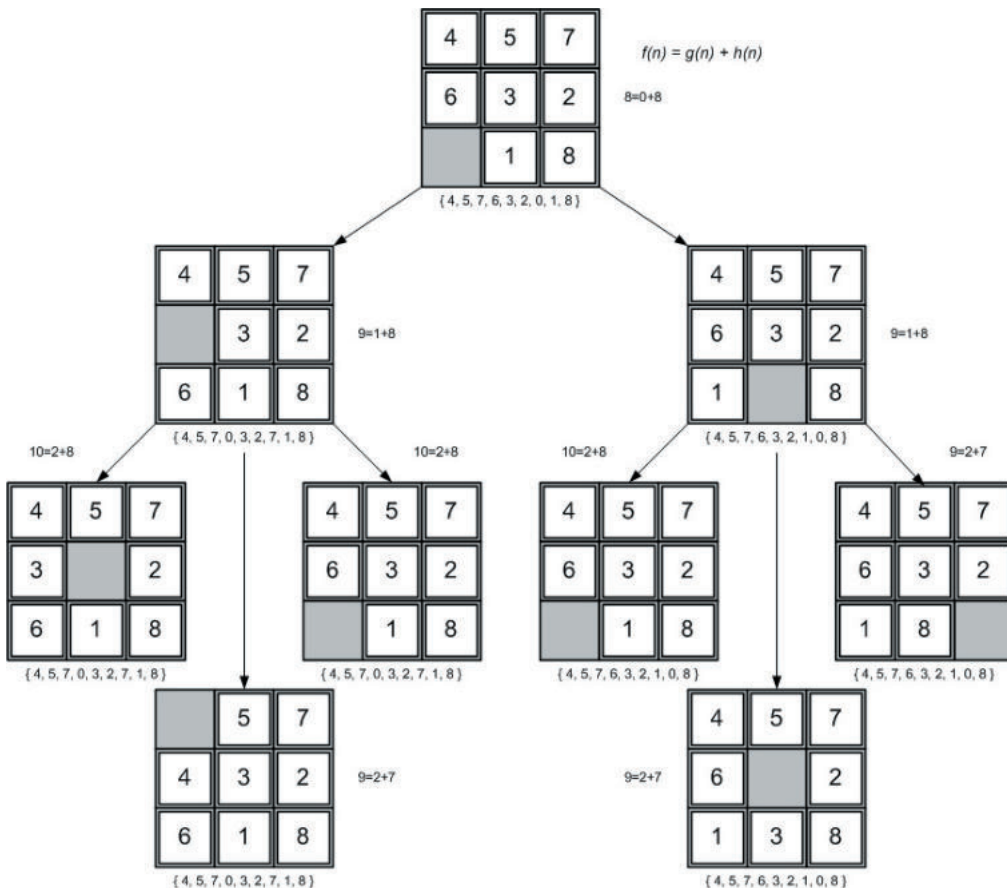 4 5 7
f(n) = g(n) + h(n)
6 3 2
8=0+8
1 8
{ 4, 5, 7, 6, 3, 2, 0, 1, 8 }
4 5 7
3 2
9=1+8
6 1 8
{ 4, 5, 7, 0, 3, 2, 7, 1, 8 }
4 5 7
6 3 2
9=1+8
1 8
{ 4, 5, 7, 6, 3, 2, 1, 0, 8 }
10=2+8
4 5 7
3 2
6 1 8
{ 4, 5, 7, 0, 3, 2, 7, 1, 8 }
10=2+8
4 5 7
6 3 2
1 8
{ 4, 5, 7, 0, 3, 2, 7, 1, 8 }
10=2+8
4 5 7
6 3 2
1 8
{ 4, 5, 7, 6, 3, 2, 1, 0, 8 }
9=2+7
4 5 7
6 3 2
1 8
{ 4, 5, 7, 6, 3, 2, 1, 0, 8 }
5 7
4 3 2
9=2+7
6 1 8
{ 4, 5, 7, 0, 3, 2, 7, 1, 8 }
4 5 7
9=2+7
6 2
1 3 8
{ 4, 5, 7, 6, 3, 2, 1, 0, 8 }